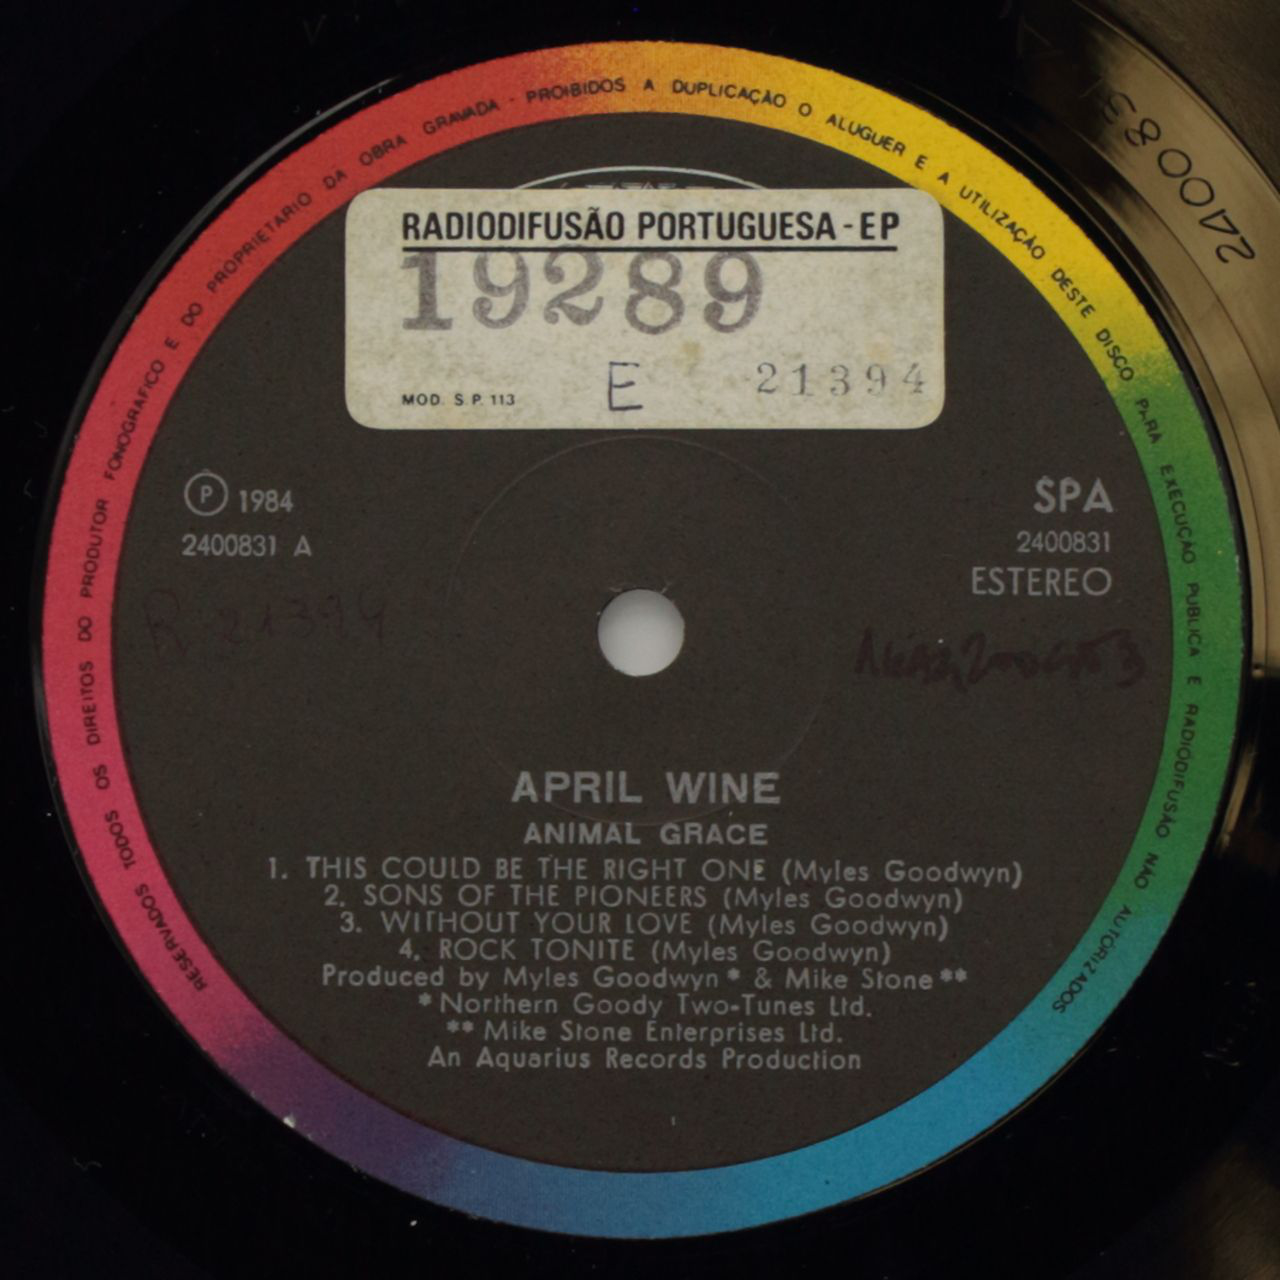 RESERVADOS TODOS OS DIREITOS DO PRODUTOR FONOGRAFICO E DO PROPRIETARIO DA OBRA GRAVADA - PROIBIDOS A DUPLICAÇÃO O ALUGUER E A UTILIZAÇÃO DESTE DISCO PARA EXECUÇÃO PUBLICA E RADIODIFUSÃO NÃO AUTORIZADOS
240083
RADIODIFUSÃO PORTUGUESA - EP
19289
E 21394
MOD. S.P. 113
℗ 1984
2400831 A
SPA
2400831
ESTEREO
R 21394
APRIL WINE
ANIMAL GRACE
1. THIS COULD BE THE RIGHT ONE (Myles Goodwyn)
2. SONS OF THE PIONEERS (Myles Goodwyn)
3. WITHOUT YOUR LOVE (Myles Goodwyn)
4. ROCK TONITE (Myles Goodwyn)
Produced by Myles Goodwyn * & Mike Stone **
* Northern Goody Two-Tunes Ltd.
** Mike Stone Enterprises Ltd.
An Aquarius Records Production